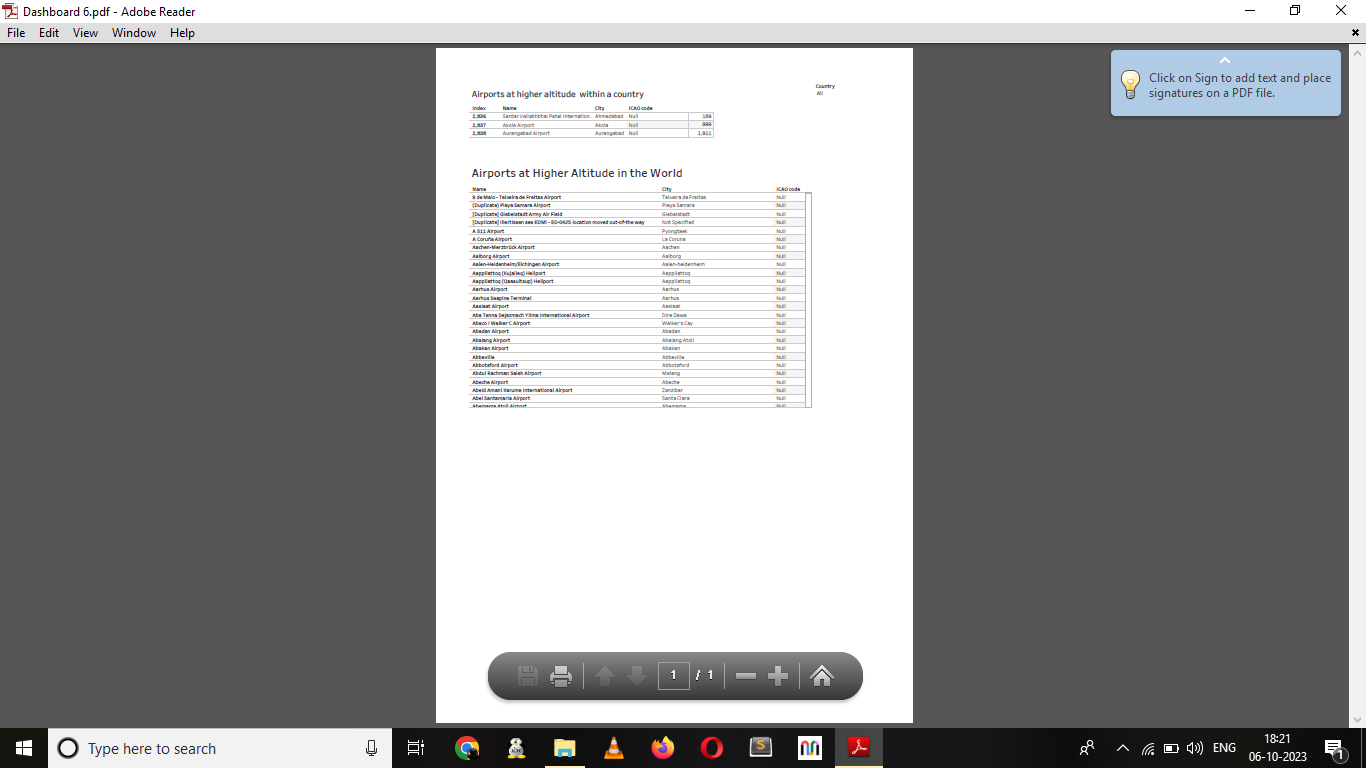 Dashboard 6.pdf - Adobe Reader
File Edit View Window Help
Click on Sign to add text and place
signatures on a PDF file.
Country
All
Airports at higher altitude within a country
Index Name City ICAO code
2,836 Sardar Vallabhbhai Patel Internation.. Ahmedabad Null 189
2,837 Akola Airport Akola Null 999
2,838 Aurangabad Airport Aurangabad Null 1,911
Airports at Higher Altitude in the World
Name City ICAO code
9 de Maio - Teixeira de Freitas Airport Teixeira de Freitas Null
(Duplicate) Playa Samara Airport Playa Samara Null
[Duplicate] Giebelstadt Army Air Field Giebelstadt Null
[Duplicate] Illertissen see EDMI - ED-0425 location moved out-of-the way Not Specified Null
A 511 Airport Pyongtaek Null
A Coruña Airport La Coruna Null
Aachen-Merzbrück Airport Aachen Null
Aalborg Airport Aalborg Null
Aalen-Heidenheim/Elchingen Airport Aalen-heidenheim Null
Aappilattoq (Kujalleq) Heliport Aappilattoq Null
Aappilattoq (Qaasuitsup) Heliport Aappilattoq Null
Aarhus Airport Aarhus Null
Aarhus Seaplne Terminal Aarhus Null
Aasiaat Airport Aasiaat Null
Aba Tenna Dejazmach Yilma International Airport Dire Dawa Null
Abaco I Walker C Airport Walker's Cay Null
Abadan Airport Abadan Null
Abaiang Airport Abaiang Atoll Null
Abakan Airport Abakan Null
Abbeville Abbeville Null
Abbotsford Airport Abbotsford Null
Abdul Rachman Saleh Airport Malang Null
Abeche Airport Abeche Null
Abeid Amani Karume International Airport Zanzibar Null
Abel Santamaria Airport Santa Clara Null
Abemama Atoll Airport Abemama Null
1 / 1
Type here to search
ENG
18:21
06-10-2023
1